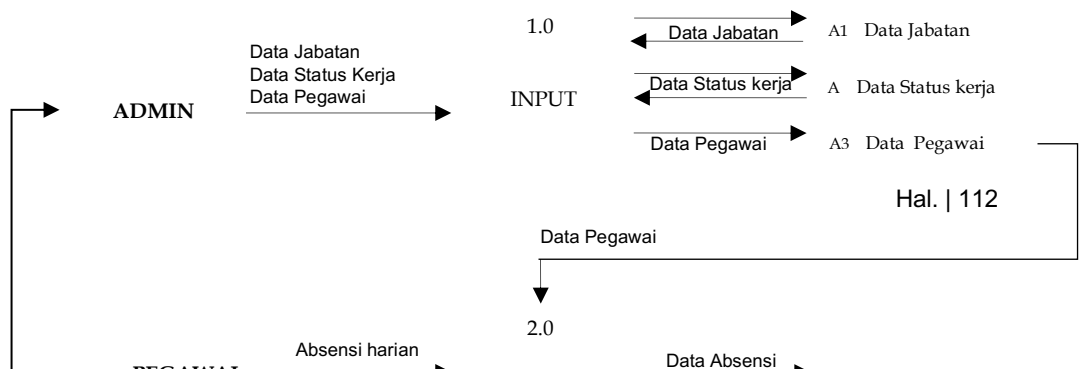 1.0
Data Jabatan
A1 Data Jabatan
Data Jabatan
Data Status Kerja
Data Pegawai
ADMIN
INPUT
Data Status kerja
A Data Status kerja
Data Pegawai
A3 Data Pegawai
Hal. | 112
Data Pegawai
2.0
Absensi harian
Data Absensi
PEGAWAI